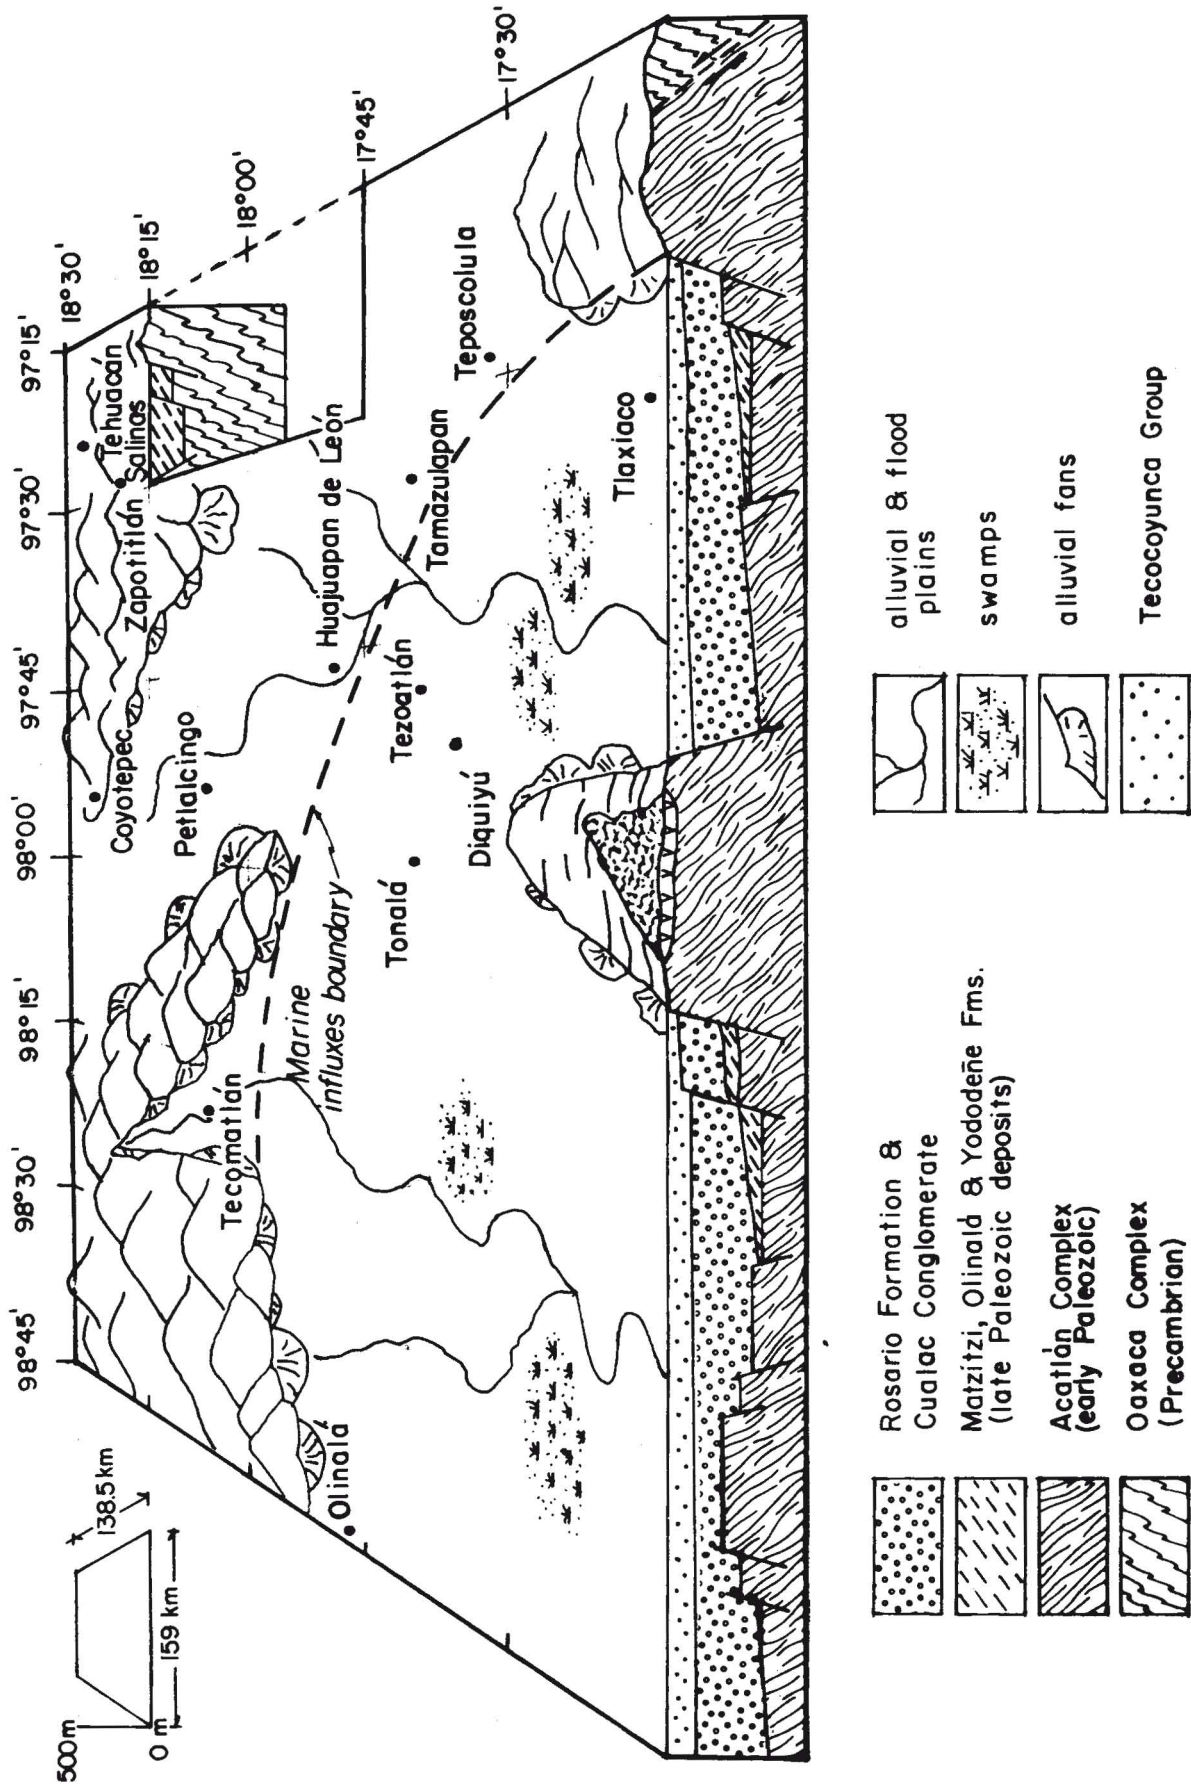 500m
0 m
159 km
138.5km
98°45'
98°30'
98°15'
98°00'
97°45'
97°30'
97°15'
18°30'
18°15'
18°00'
17°45'
17°30'
Coyotepec
Zapotitlán
Salinas
Tehuacán
Petlalcingo
Tecomatlán
Olinalá
Marine
influxes boundary
Huajuapan de León
Tonalá
Tezoatlán
Tamazulapan
Teposcolula
Diquiyú
Tlaxiaco
Rosario Formation &
Cualac Conglomerate
Matzitzi, Olinalá & Yododeñe Fms.
(late Paleozoic deposits)
Acatlán Complex
(early Paleozoic)
Oaxaca Complex
(Precambrian)
alluvial & flood
plains
swamps
alluvial fans
Tecocoyunca Group